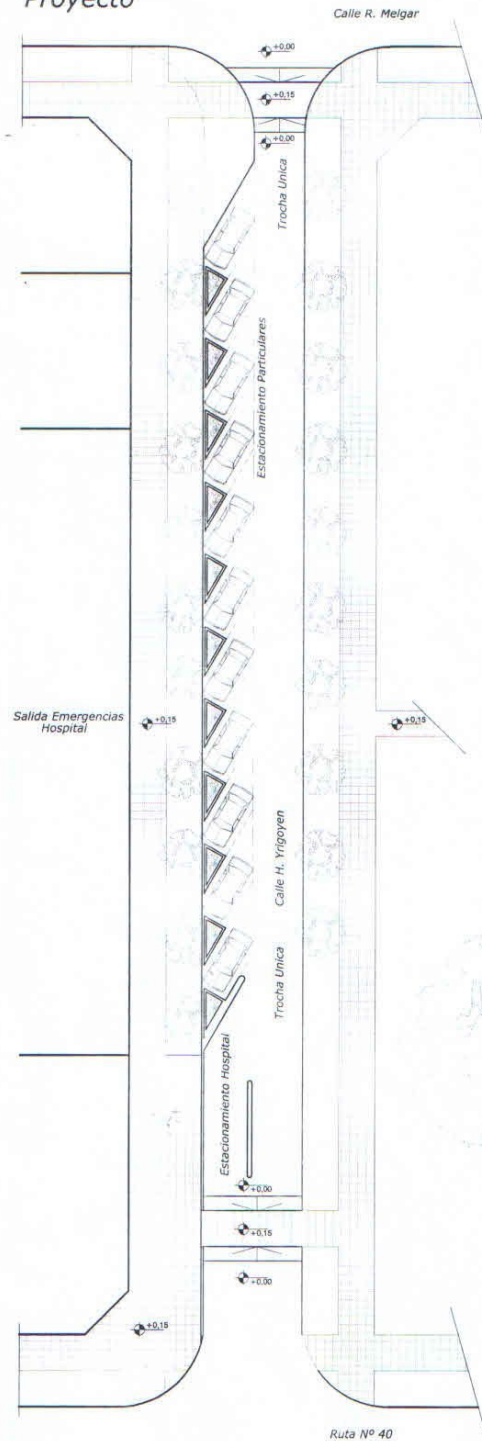 Proyecto
Calle R. Melgar
+0,00
+0,15
+0,00
Trocha Unica
Estacionamiento Particulares
Salida Emergencias
Hospital
+0,15
+0,15
Calle H. Yrigoyen
Trocha Unica
Estacionamiento Hospital
+0,00
+0,15
+0,00
+0,15
Ruta Nº 40